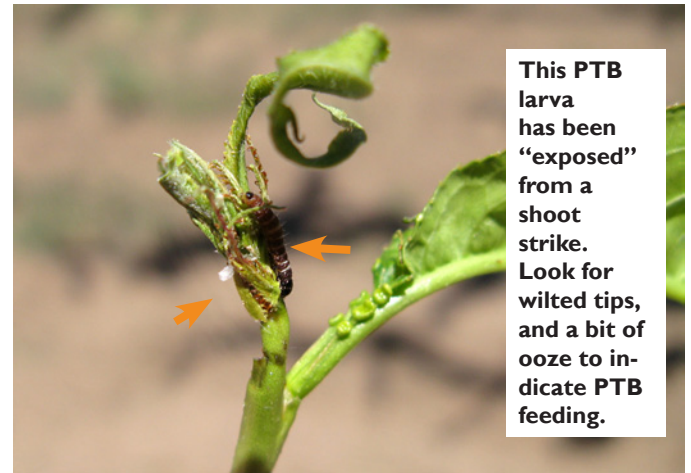 This PTB
larva
has been
“exposed”
from a
shoot
strike.
Look for
wilted tips,
and a bit of
ooze to in-
dicate PTB
feeding.